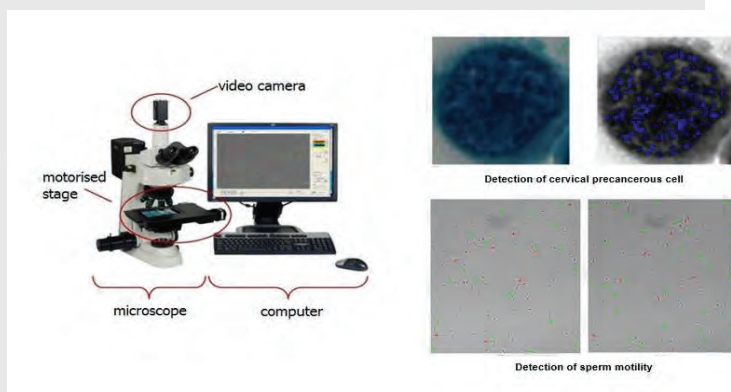 video camera
motorised
stage
microscope
computer
Detection of cervical precancerous cell
Detection of sperm motility